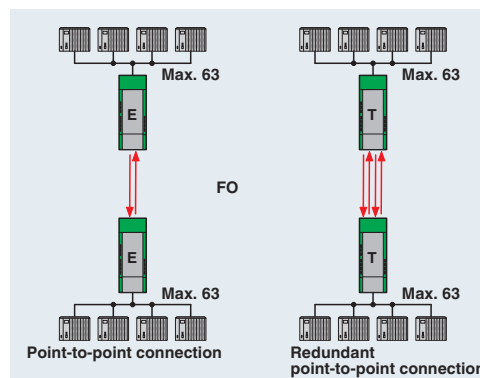 Max. 63
Max. 63
E
T
FO
E
T
Max. 63
Max. 63
Point-to-point connection
Redundant
point-to-point connection